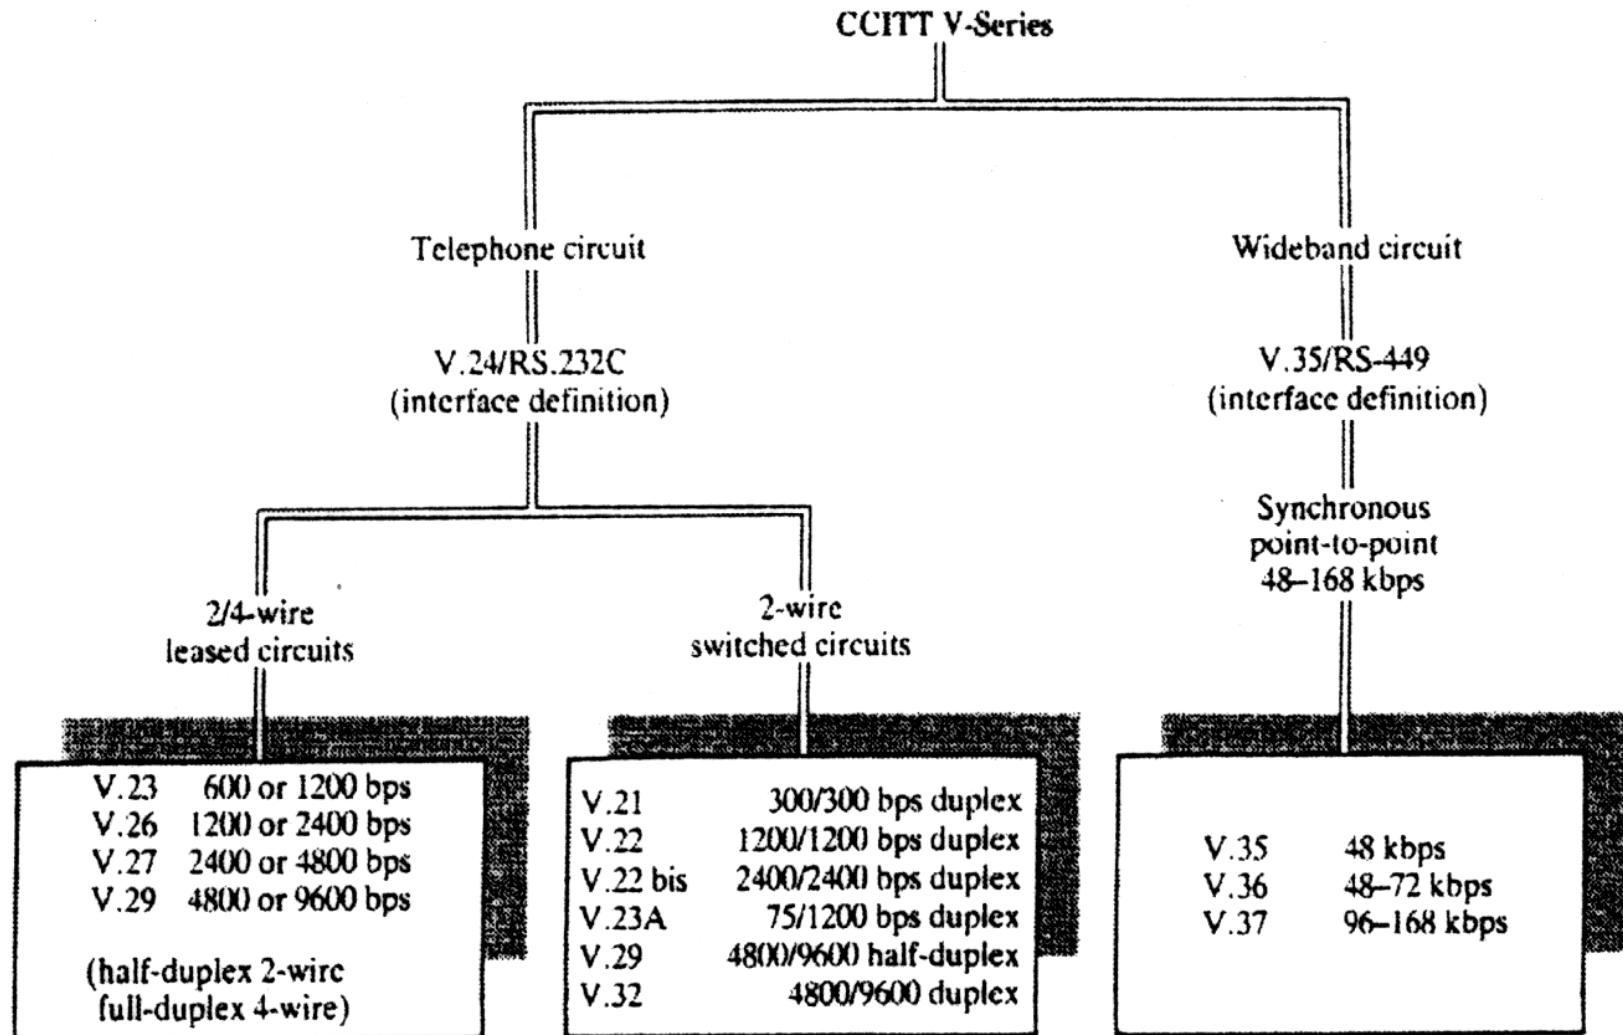 CCITT V-Series
Telephone circuit
Wideband circuit
V.24/RS.232C
(interface definition)
V.35/RS-449
(interface definition)
Synchronous
point-to-point
48–168 kbps
2/4-wire
leased circuits
2-wire
switched circuits
V.23 600 or 1200 bps
V.26 1200 or 2400 bps
V.27 2400 or 4800 bps
V.29 4800 or 9600 bps
(half-duplex 2-wire
full-duplex 4-wire)
V.21 300/300 bps duplex
V.22 1200/1200 bps duplex
V.22 bis 2400/2400 bps duplex
V.23A 75/1200 bps duplex
V.29 4800/9600 half-duplex
V.32 4800/9600 duplex
V.35 48 kbps
V.36 48–72 kbps
V.37 96–168 kbps